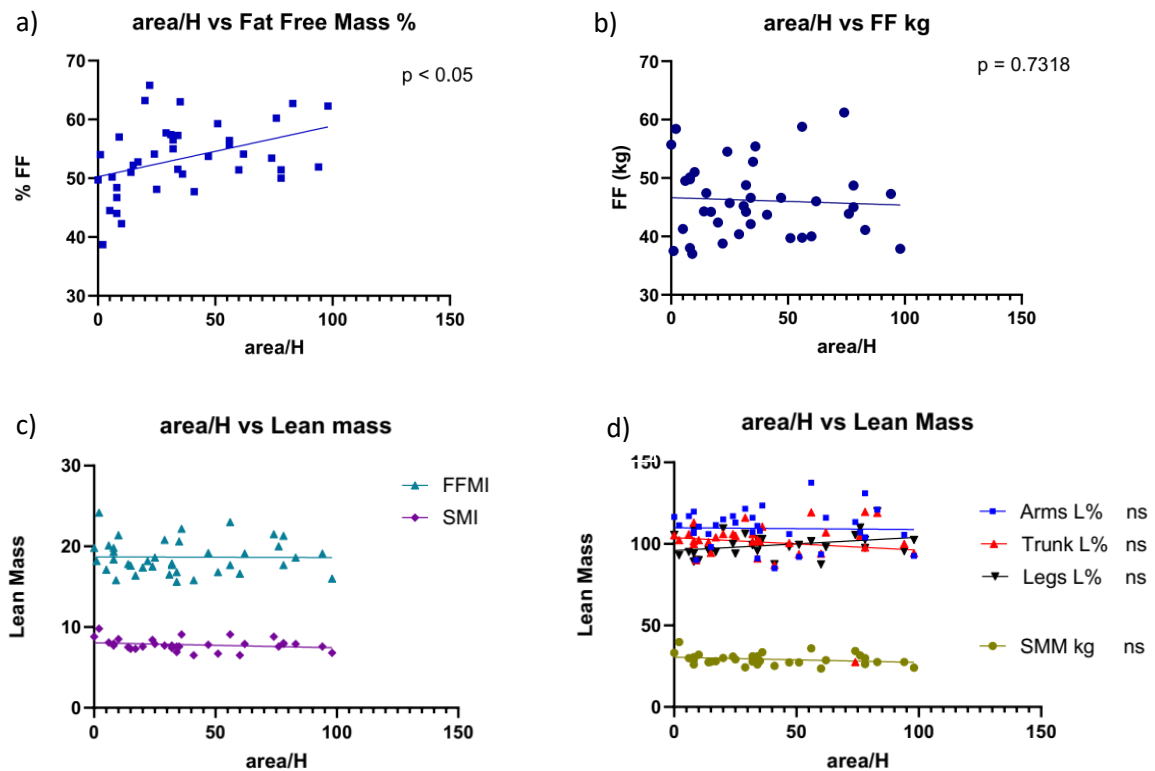 a)
area/H vs Fat Free Mass %
p < 0.05
70
60
50
40
30
% FF
0
50
100
150
area/H
b)
area/H vs FF kg
p = 0.7318
70
60
50
40
30
FF (kg)
0
50
100
150
area/H
c)
area/H vs Lean mass
30
20
10
0
Lean Mass
FFMI
SMI
0
50
100
150
area/H
d)
area/H vs Lean Mass
150
100
50
0
Lean Mass
Arms L% ns
Trunk L% ns
Legs L% ns
SMM kg ns
0
50
100
150
area/H